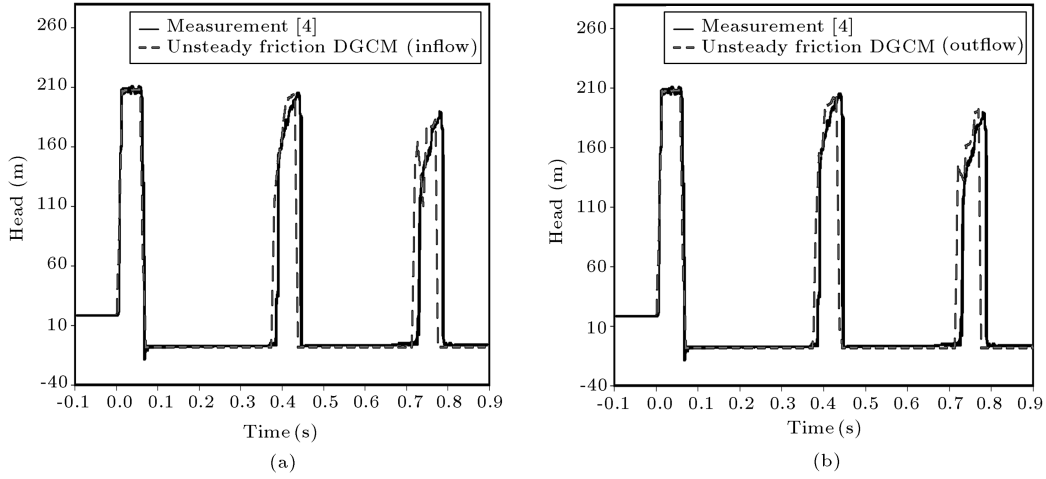 Measurement [4]
Unsteady friction DGCM (inflow)
260
210
160
110
60
10
-40
Head (m)
-0.1 0.0 0.1 0.2 0.3 0.4 0.5 0.6 0.7 0.8 0.9
Time (s)
(a)
Measurement [4]
Unsteady friction DGCM (outflow)
260
210
160
110
60
10
-40
Head (m)
-0.1 0.0 0.1 0.2 0.3 0.4 0.5 0.6 0.7 0.8 0.9
Time (s)
(b)